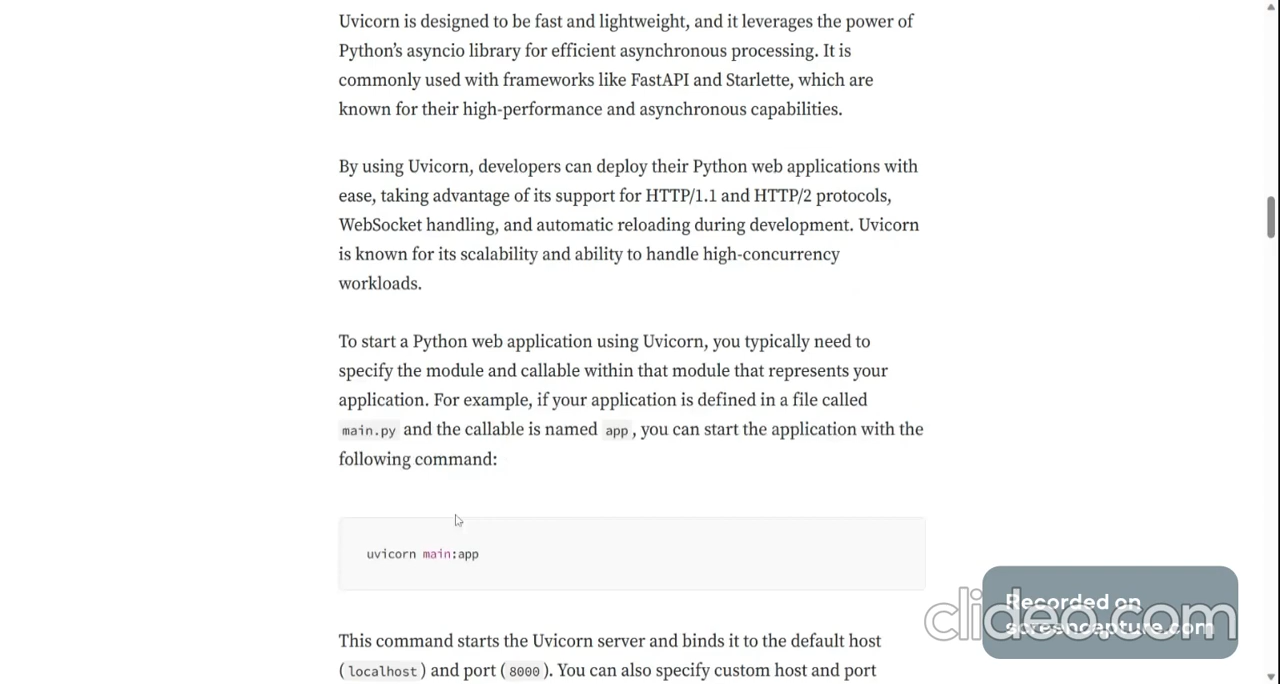 Uvicorn is designed to be fast and lightweight, and it leverages the power of
Python’s asyncio library for efficient asynchronous processing. It is
commonly used with frameworks like FastAPI and Starlette, which are
known for their high-performance and asynchronous capabilities.
By using Uvicorn, developers can deploy their Python web applications with
ease, taking advantage of its support for HTTP/1.1 and HTTP/2 protocols,
WebSocket handling, and automatic reloading during development. Uvicorn
is known for its scalability and ability to handle high-concurrency
workloads.
To start a Python web application using Uvicorn, you typically need to
specify the module and callable within that module that represents your
application. For example, if your application is defined in a file called
main.py and the callable is named app, you can start the application with the
following command:
uvicorn main:app
This command starts the Uvicorn server and binds it to the default host
(localhost) and port (8000). You can also specify custom host and port
Recorded on
screencapture.com
clideo.com